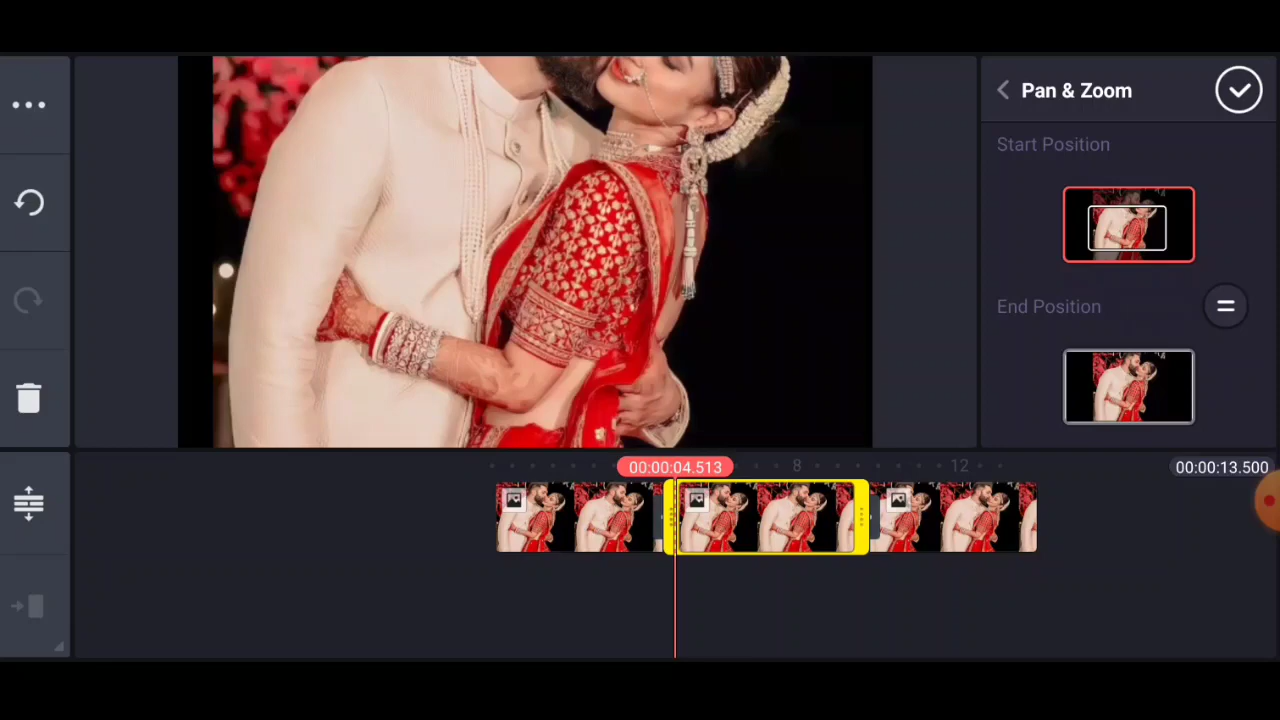 Pan & Zoom
Start Position
End Position
00:00:04.513
8
12
00:00:13.500